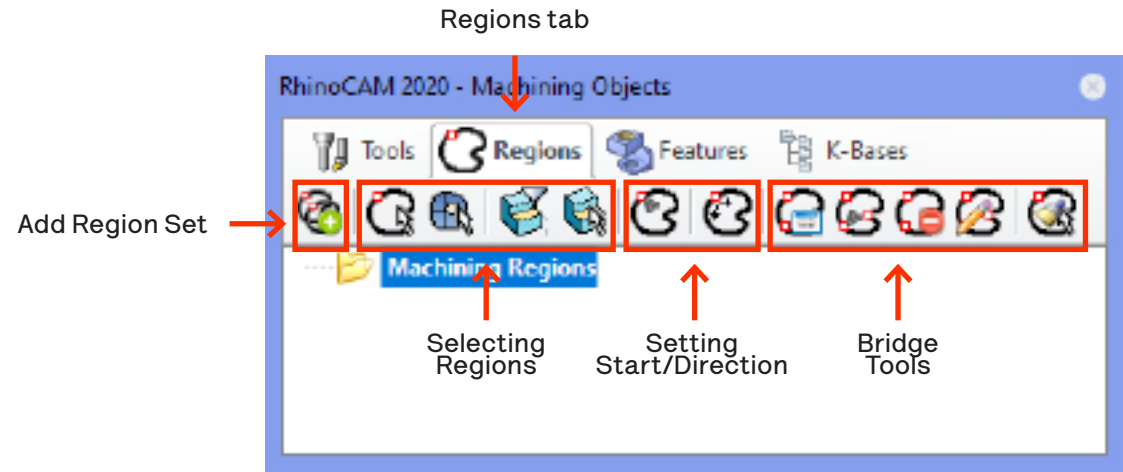 Regions tab
RhinoCAM 2020 - Machining Objects
Tools Regions Features K-Bases
Add Region Set
Machining Regions
Selecting
Regions
Setting
Start/Direction
Bridge
Tools